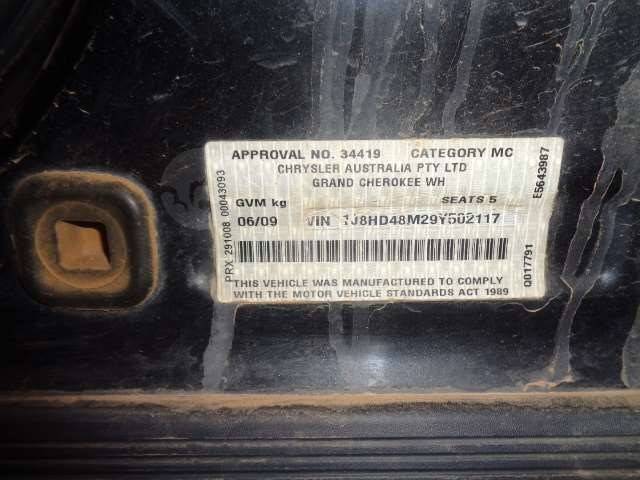 APPROVAL NO. 34419 CATEGORY MC
CHRYSLER AUSTRALIA PTY LTD
GRAND CHEROKEE WH
GVM kg SEATS 5
06/09 VIN 1J8HD48M29Y502117
THIS VEHICLE WAS MANUFACTURED TO COMPLY
WITH THE MOTOR VEHICLE STANDARDS ACT 1989
PRX 291008 00043093
E5643987
Q017791